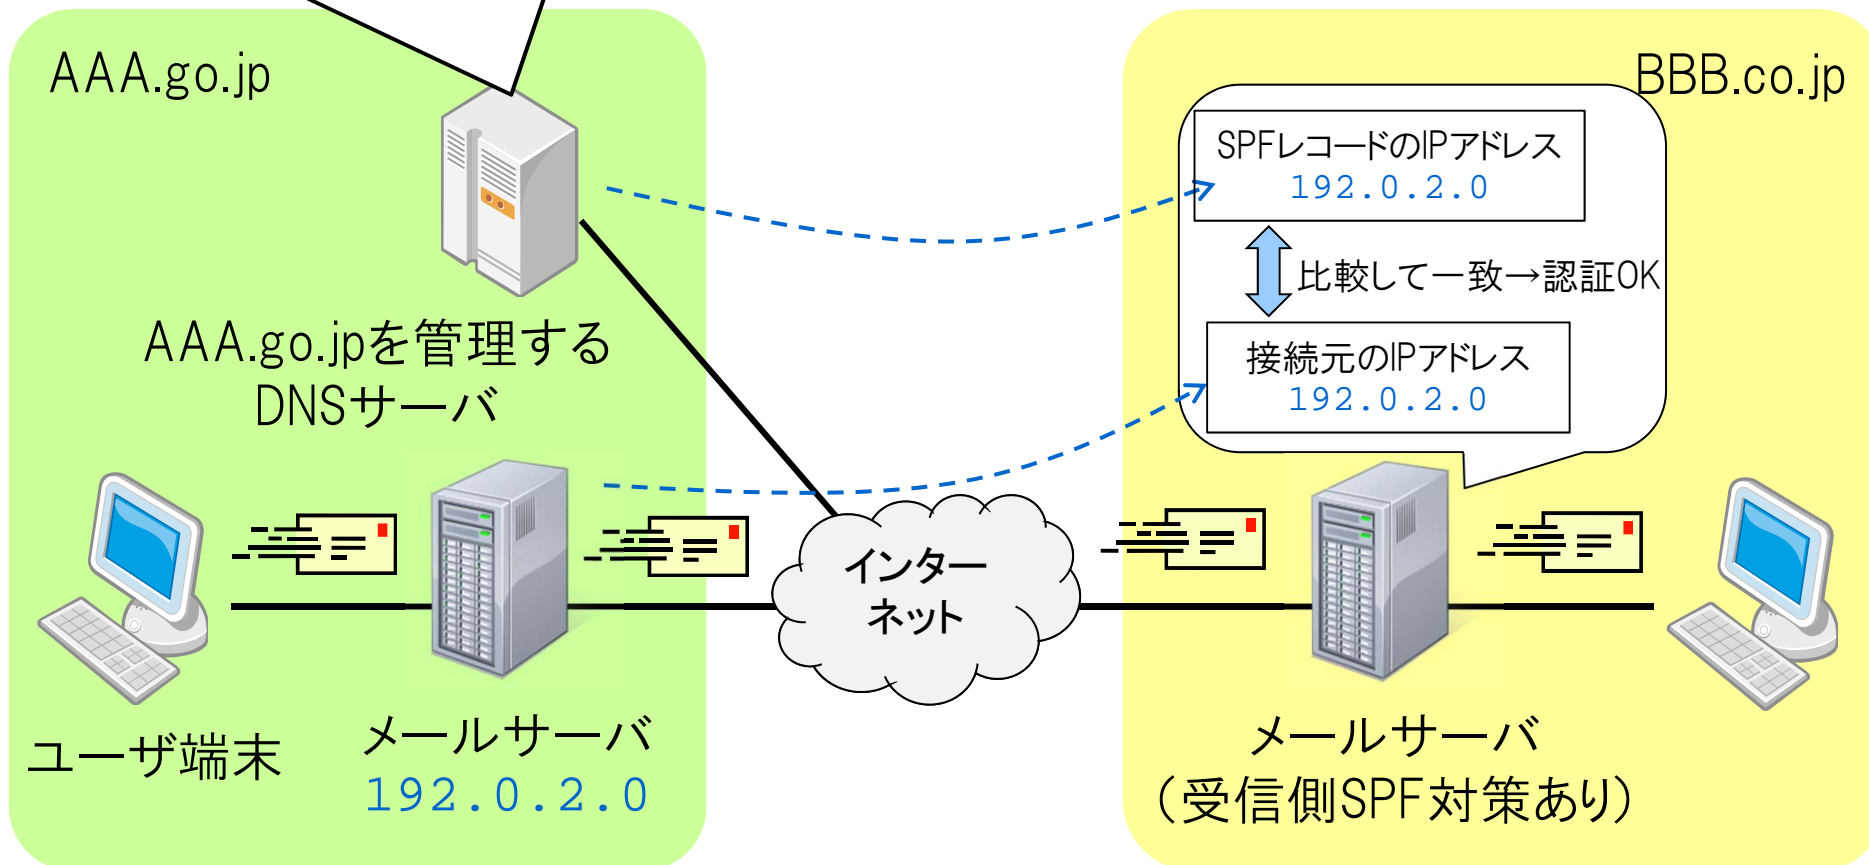 AAA.go.jp
BBB.co.jp
SPFレコードのIPアドレス
192.0.2.0
比較して一致→認証OK
接続元のIPアドレス
192.0.2.0
AAA.go.jpを管理する
DNSサーバ
インター
ネット
ユーザ端末
メールサーバ
192.0.2.0
メールサーバ
（受信側SPF対策あり）